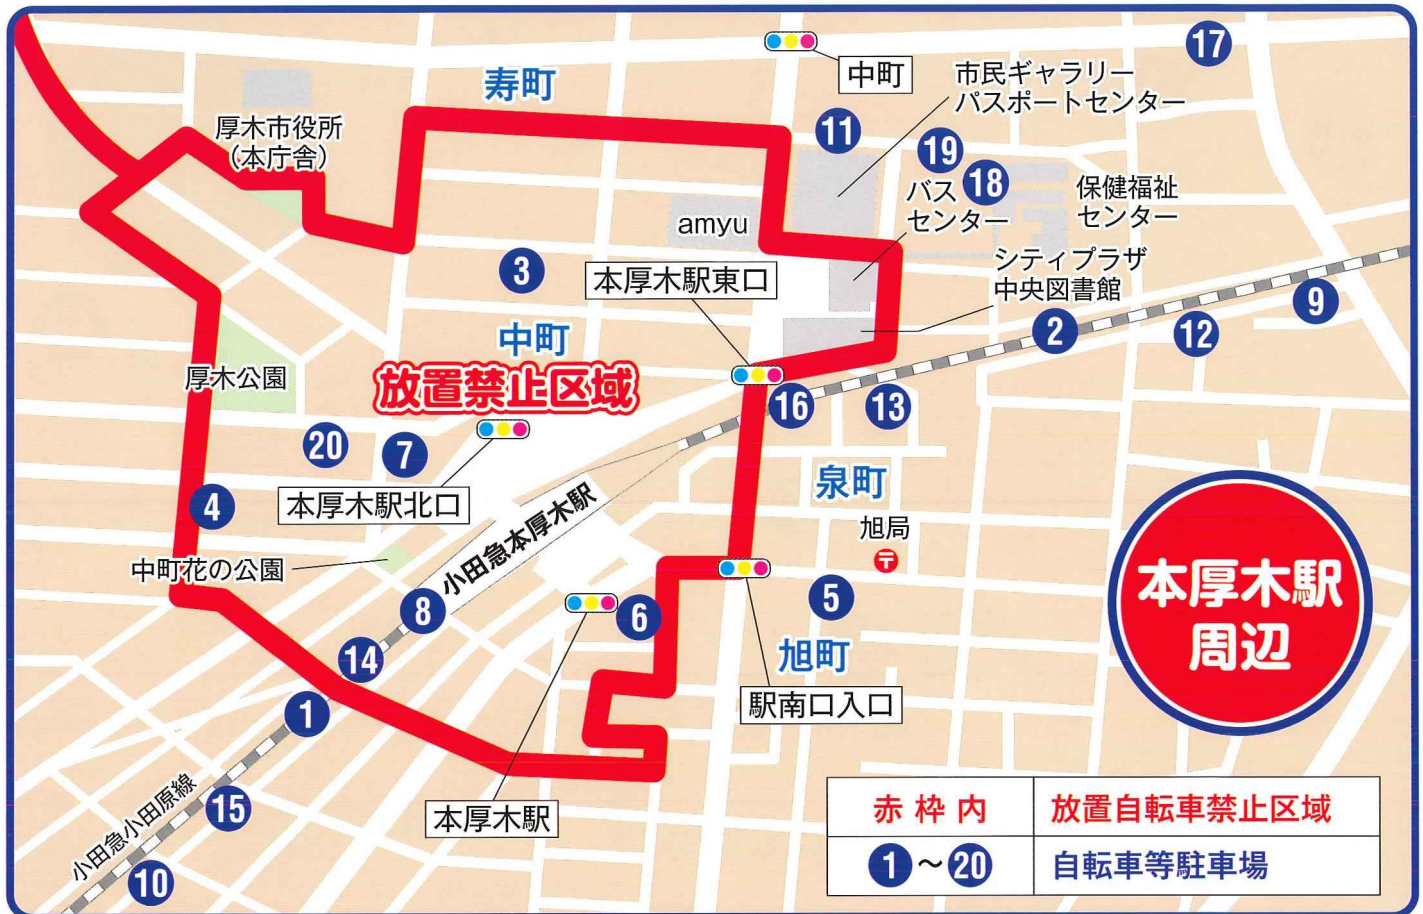 中町
17
寿町
市民ギャラリー
パスポートセンター
厚木市役所
(本庁舎)
11
19
18
バス
センター
保健福祉
センター
amyu
3
本厚木駅東口
シティプラザ
中央図書館
9
2
12
中町
厚木公園
放置禁止区域
16
13
20
7
本厚木駅北口
4
泉町
小田急本厚木駅
旭局
〒
中町花の公園
8
6
5
旭町
14
駅南口入口
1
本厚木駅
周辺
本厚木駅
小田急小田原線
15
10
赤枠内 放置自転車禁止区域
1～20 自転車等駐車場